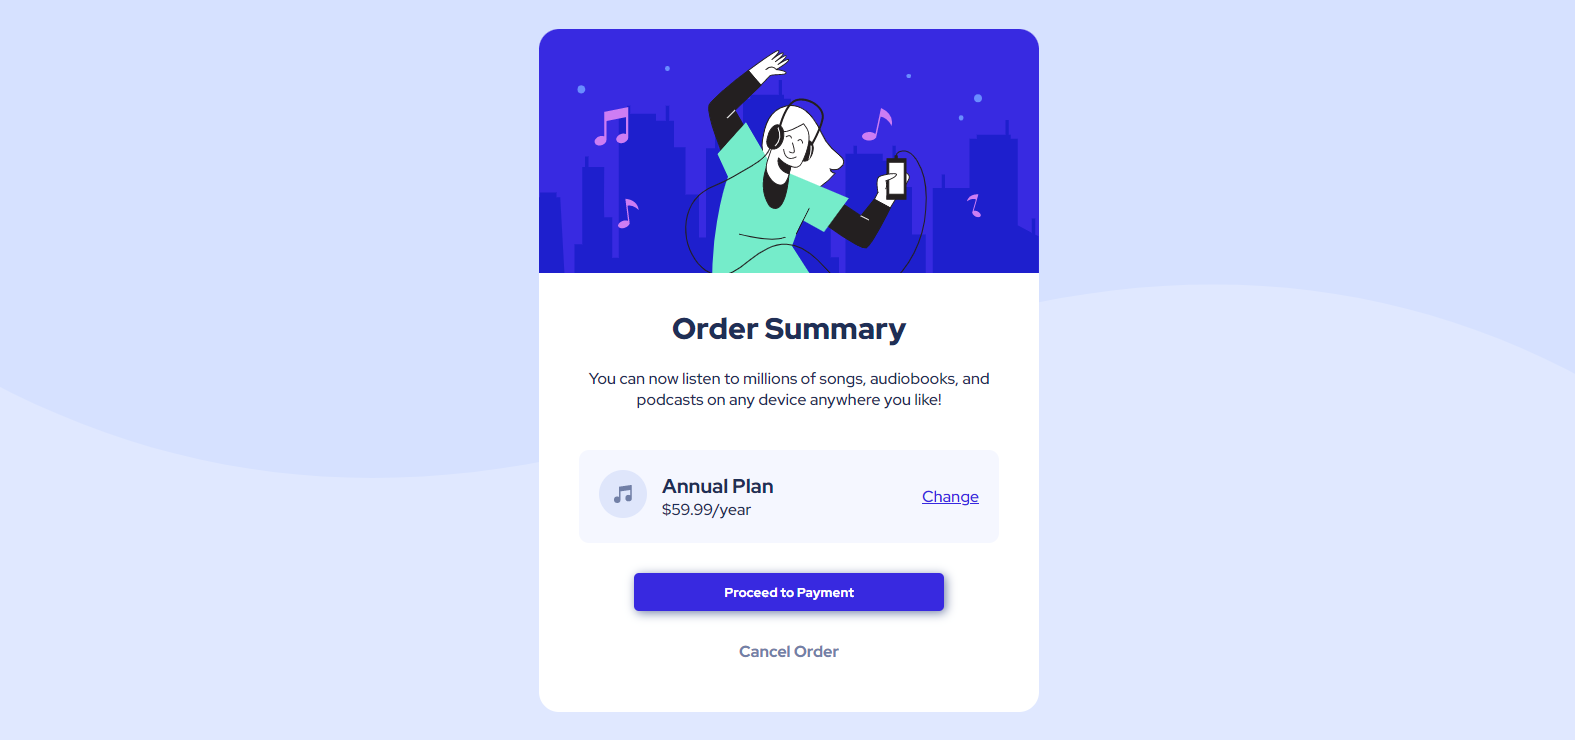 Order Summary
You can now listen to millions of songs, audiobooks, and
podcasts on any device anywhere you like!
Annual Plan
$59.99/year
Change
Proceed to Payment
Cancel Order